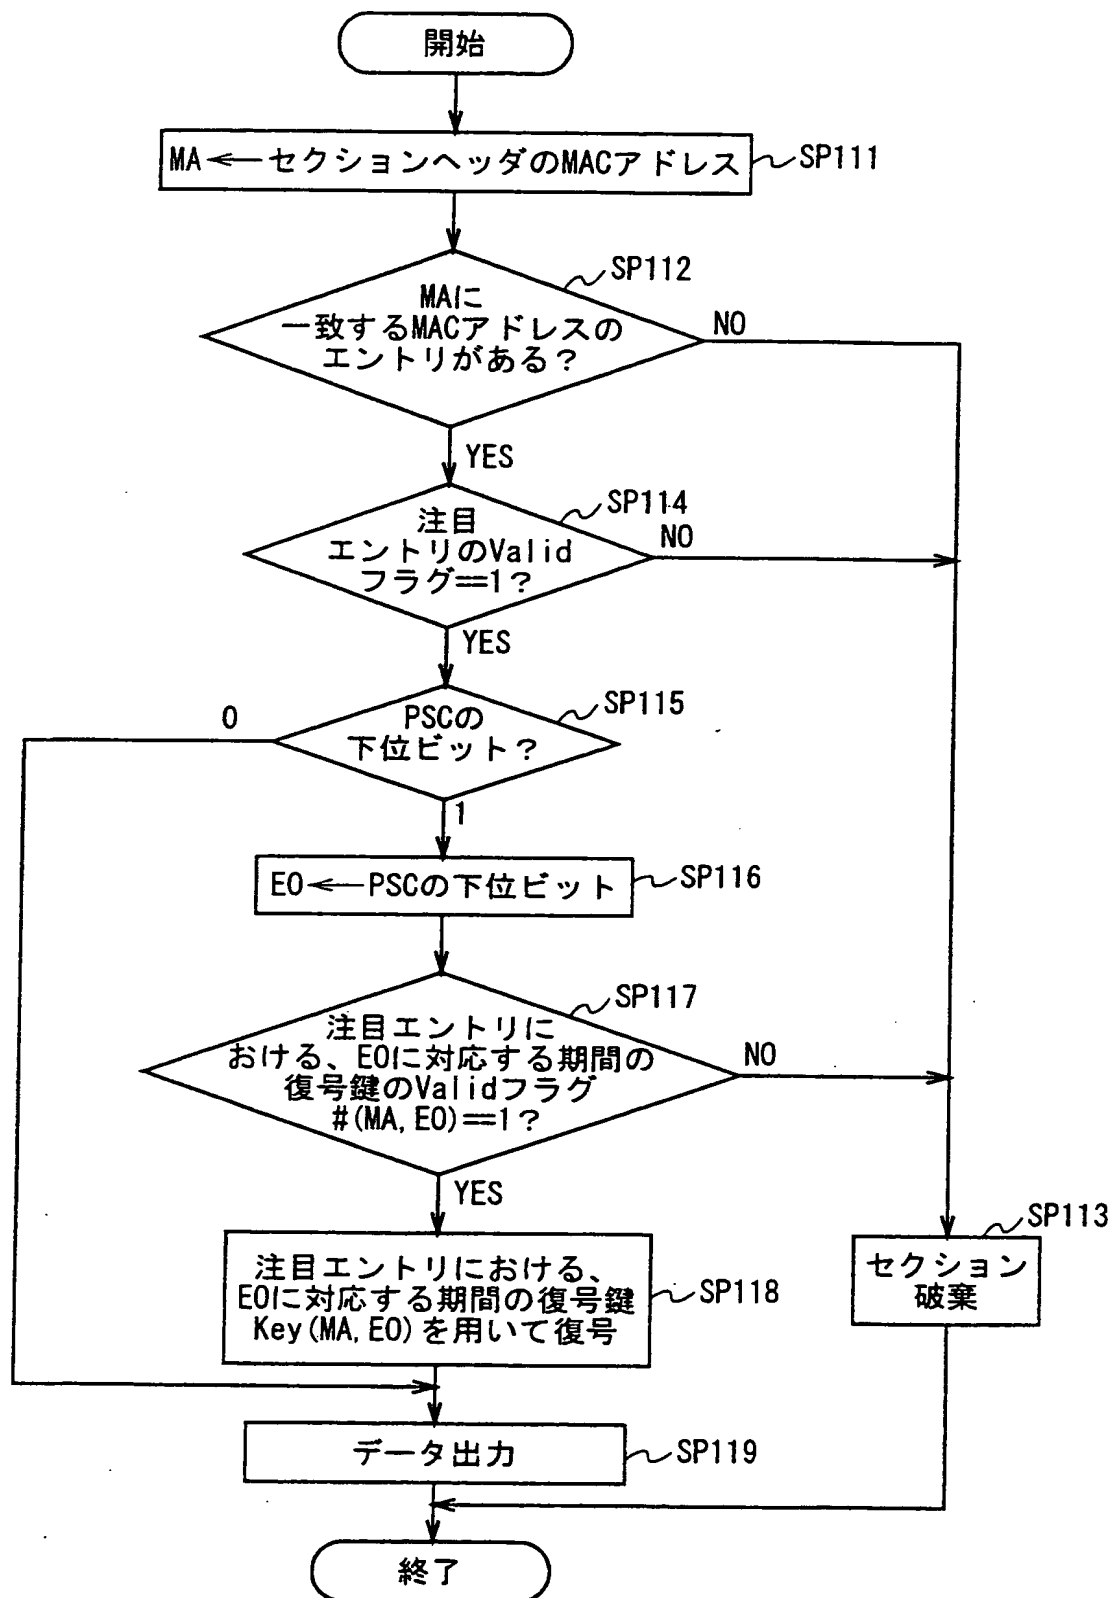 開始
MA←セクションヘッダのMACアドレス
SP111
SP112
MAに
一致するMACアドレスの
エントリがある?
NO
YES
SP114
注目
エントリのValid
フラグ==1?
NO
YES
SP115
PSCの
下位ビット?
0
1
EO←PSCの下位ビット
SP116
SP117
注目エントリに
おける、EOに対応する期間の
復号鍵のValidフラグ
#(MA,EO)==1?
NO
YES
注目エントリにおける、
EOに対応する期間の復号鍵
Key(MA,EO)を用いて復号
SP118
SP113
セクション
破棄
データ出力
SP119
終了